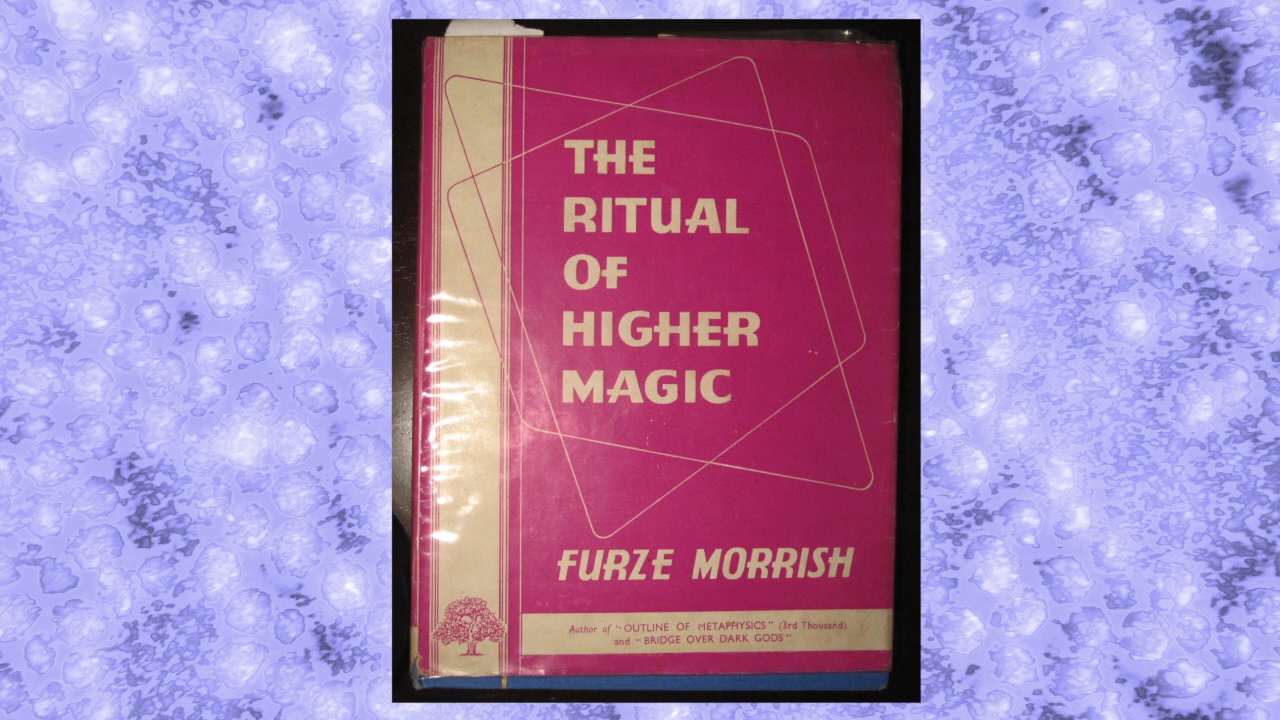 THE
RITUAL
OF
HIGHER
MAGIC
FURZE MORRISH
Author of "OUTLINE OF METAPHYSICS" (3rd Thousand)
and "BRIDGE OVER DARK GODS"